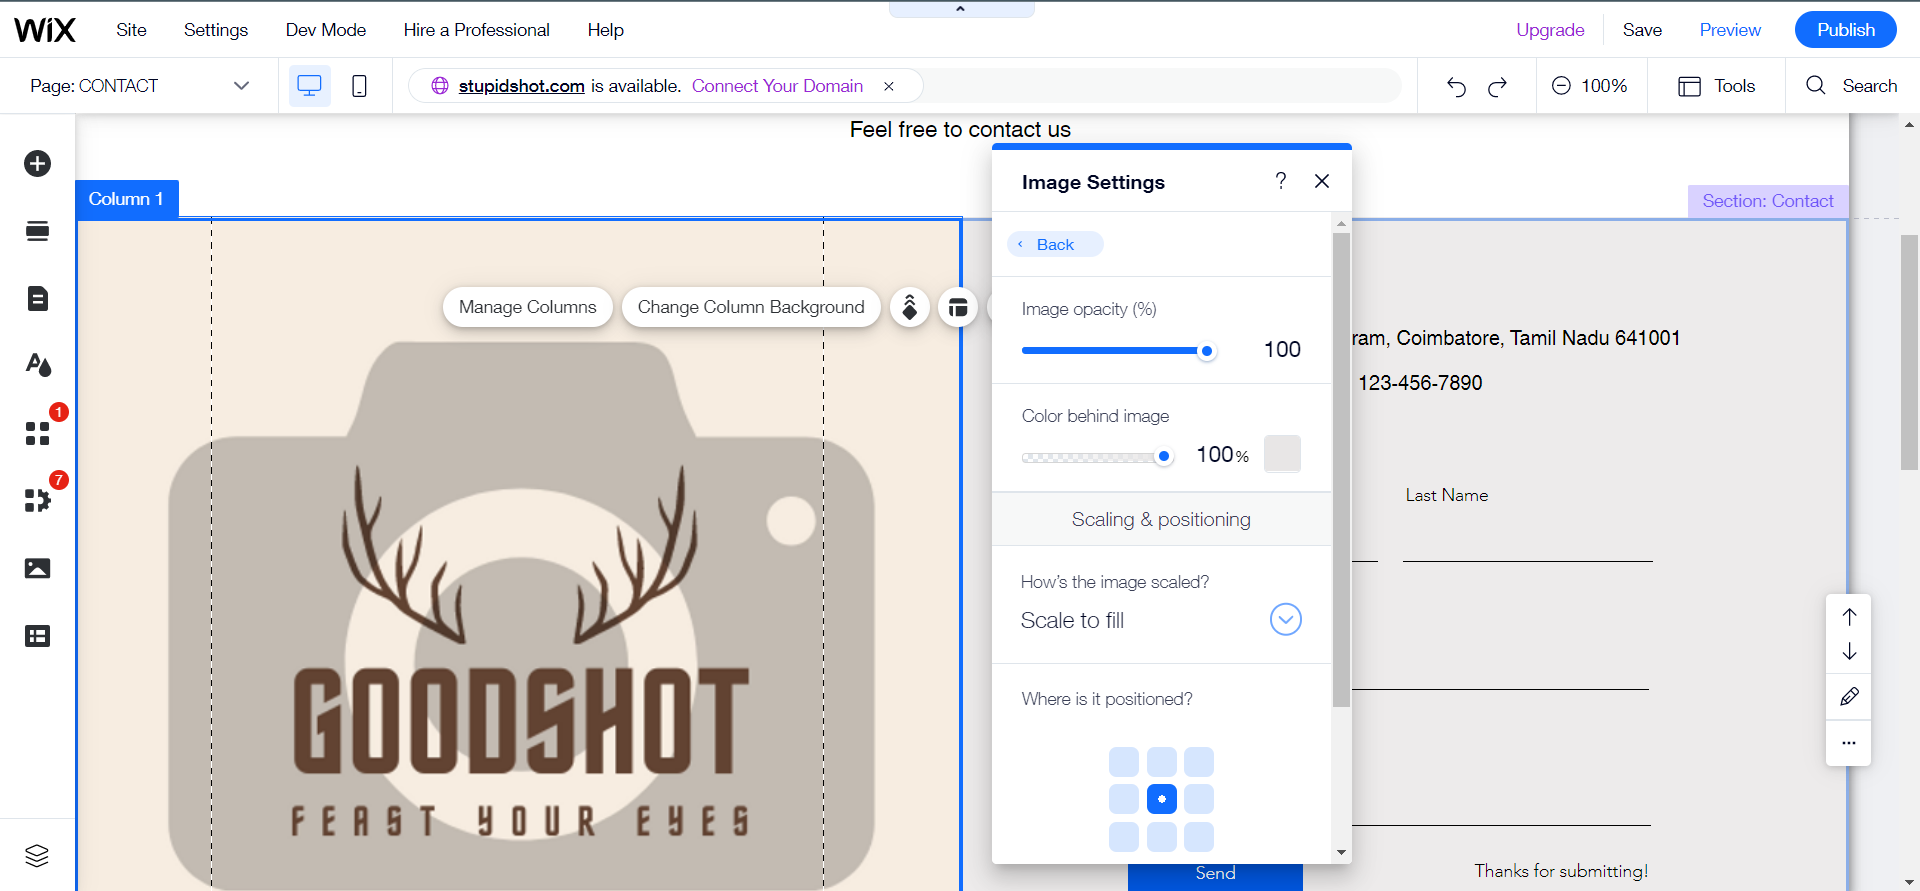 WiX Site Settings Dev Mode Hire a Professional Help Upgrade Save Preview Publish
Page: CONTACT stupidshot.com is available. Connect Your Domain 100% Tools Search
Feel free to contact us
Column 1
Section: Contact
Manage Columns Change Column Background
1
7
GOODSHOT
FEAST YOUR EYES
Image Settings ?
Back
Image opacity (%)
100
Color behind image
100%
Scaling & positioning
How's the image scaled?
Scale to fill
Where is it positioned?
ram, Coimbatore, Tamil Nadu 641001
123-456-7890
Last Name
Send
Thanks for submitting!